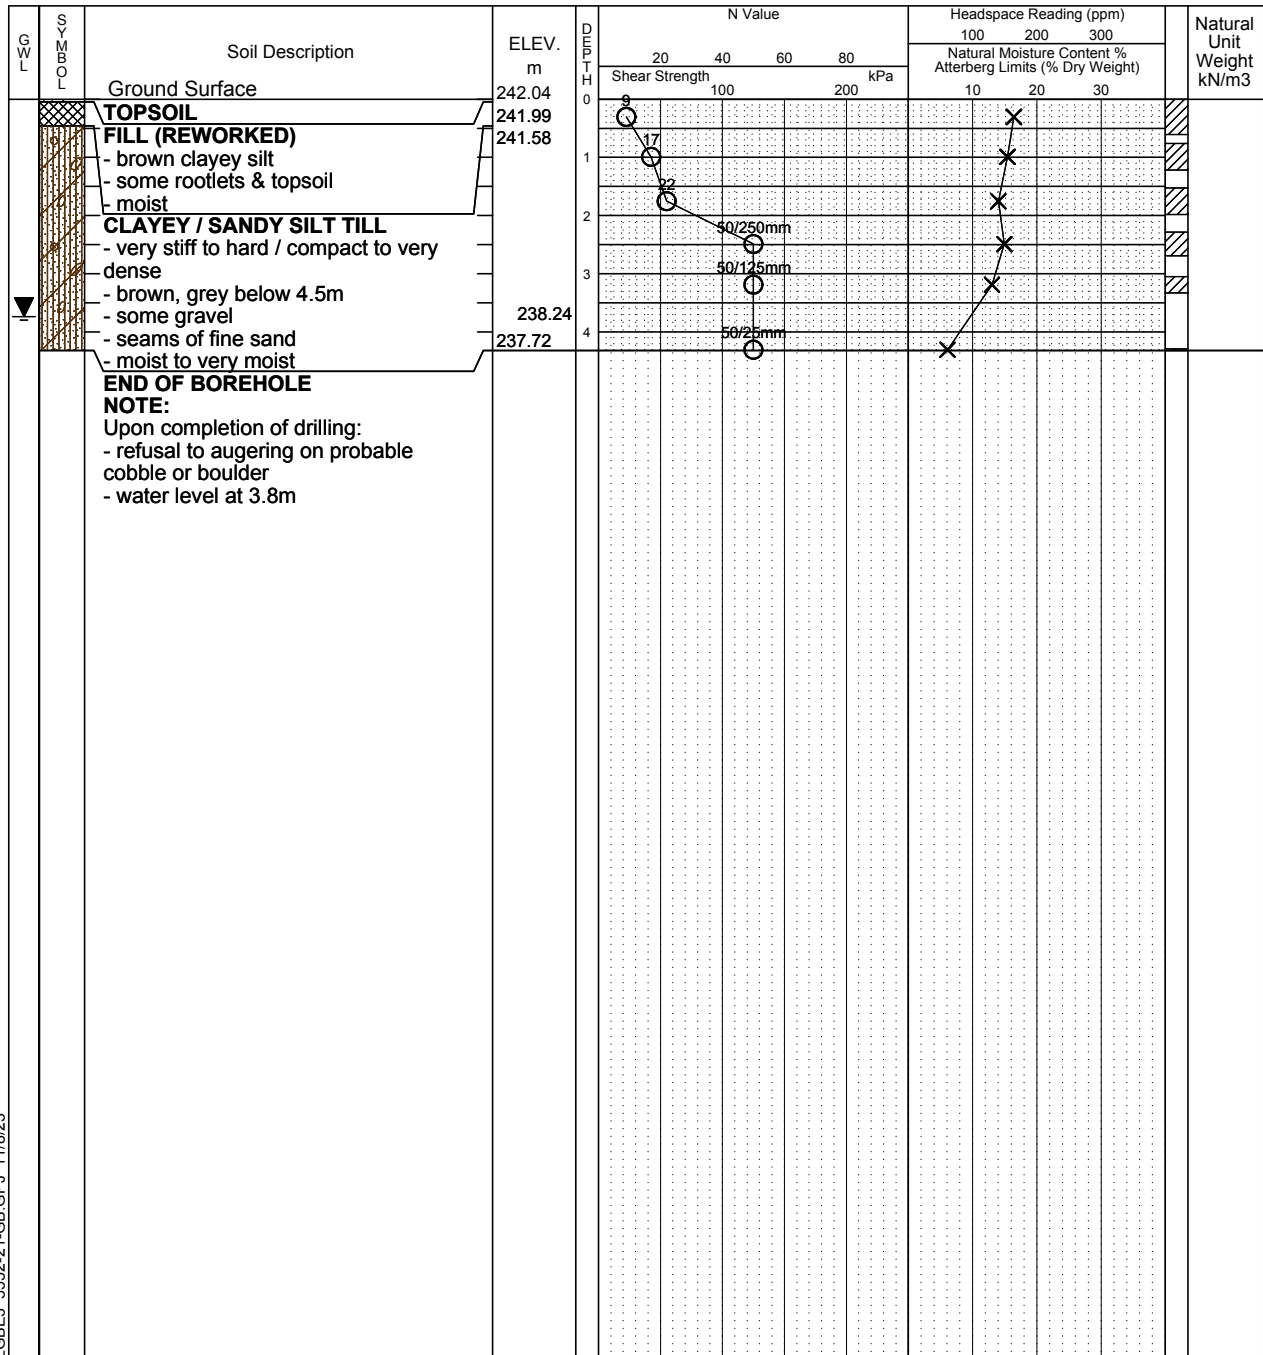 GWL
SYMBOL
Soil Description
Ground Surface
ELEV.
m
DEPTH
N Value
20 40 60 80
Shear Strength kPa
100 200
Headspace Reading (ppm)
100 200 300
Natural Moisture Content %
Atterberg Limits (% Dry Weight)
10 20 30
Natural
Unit
Weight
kN/m3
242.04
0
TOPSOIL
241.99
9
FILL (REWORKED)
241.58
- brown clayey silt
17
1
- some rootlets & topsoil
22
- moist
2
CLAYEY / SANDY SILT TILL
50/250mm
- very stiff to hard / compact to very
dense
50/125mm
3
- brown, grey below 4.5m
- some gravel
238.24
- seams of fine sand
237.72
4
50/25mm
- moist to very moist
END OF BOREHOLE
NOTE:
Upon completion of drilling:
- refusal to augering on probable
cobble or boulder
- water level at 3.8m